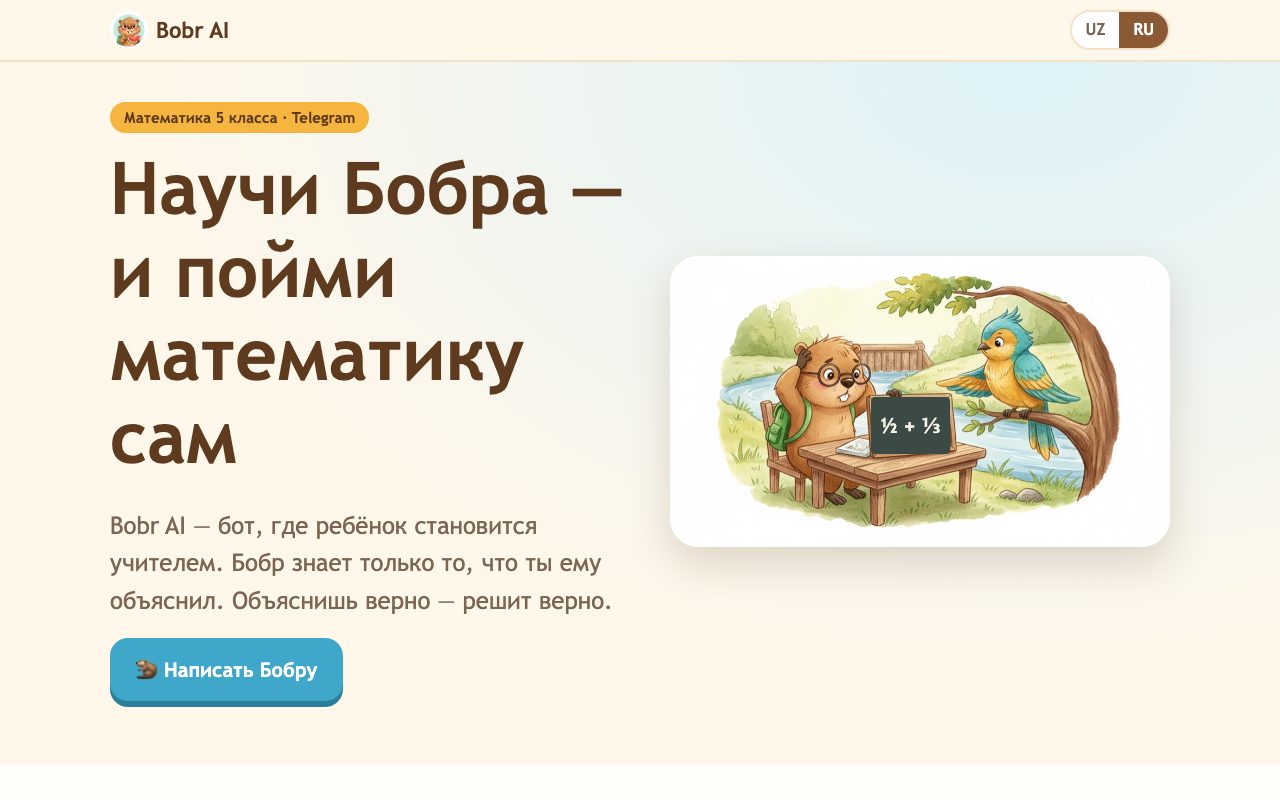 Bobr AI
UZ
RU
Математика 5 класса · Telegram
Научи Бобра —
и пойми
математику
сам
½ + ⅓
Bobr AI — бот, где ребёнок становится
учителем. Бобр знает только то, что ты ему
объяснил. Объяснишь верно — решит верно.
🦫 Написать Бобру